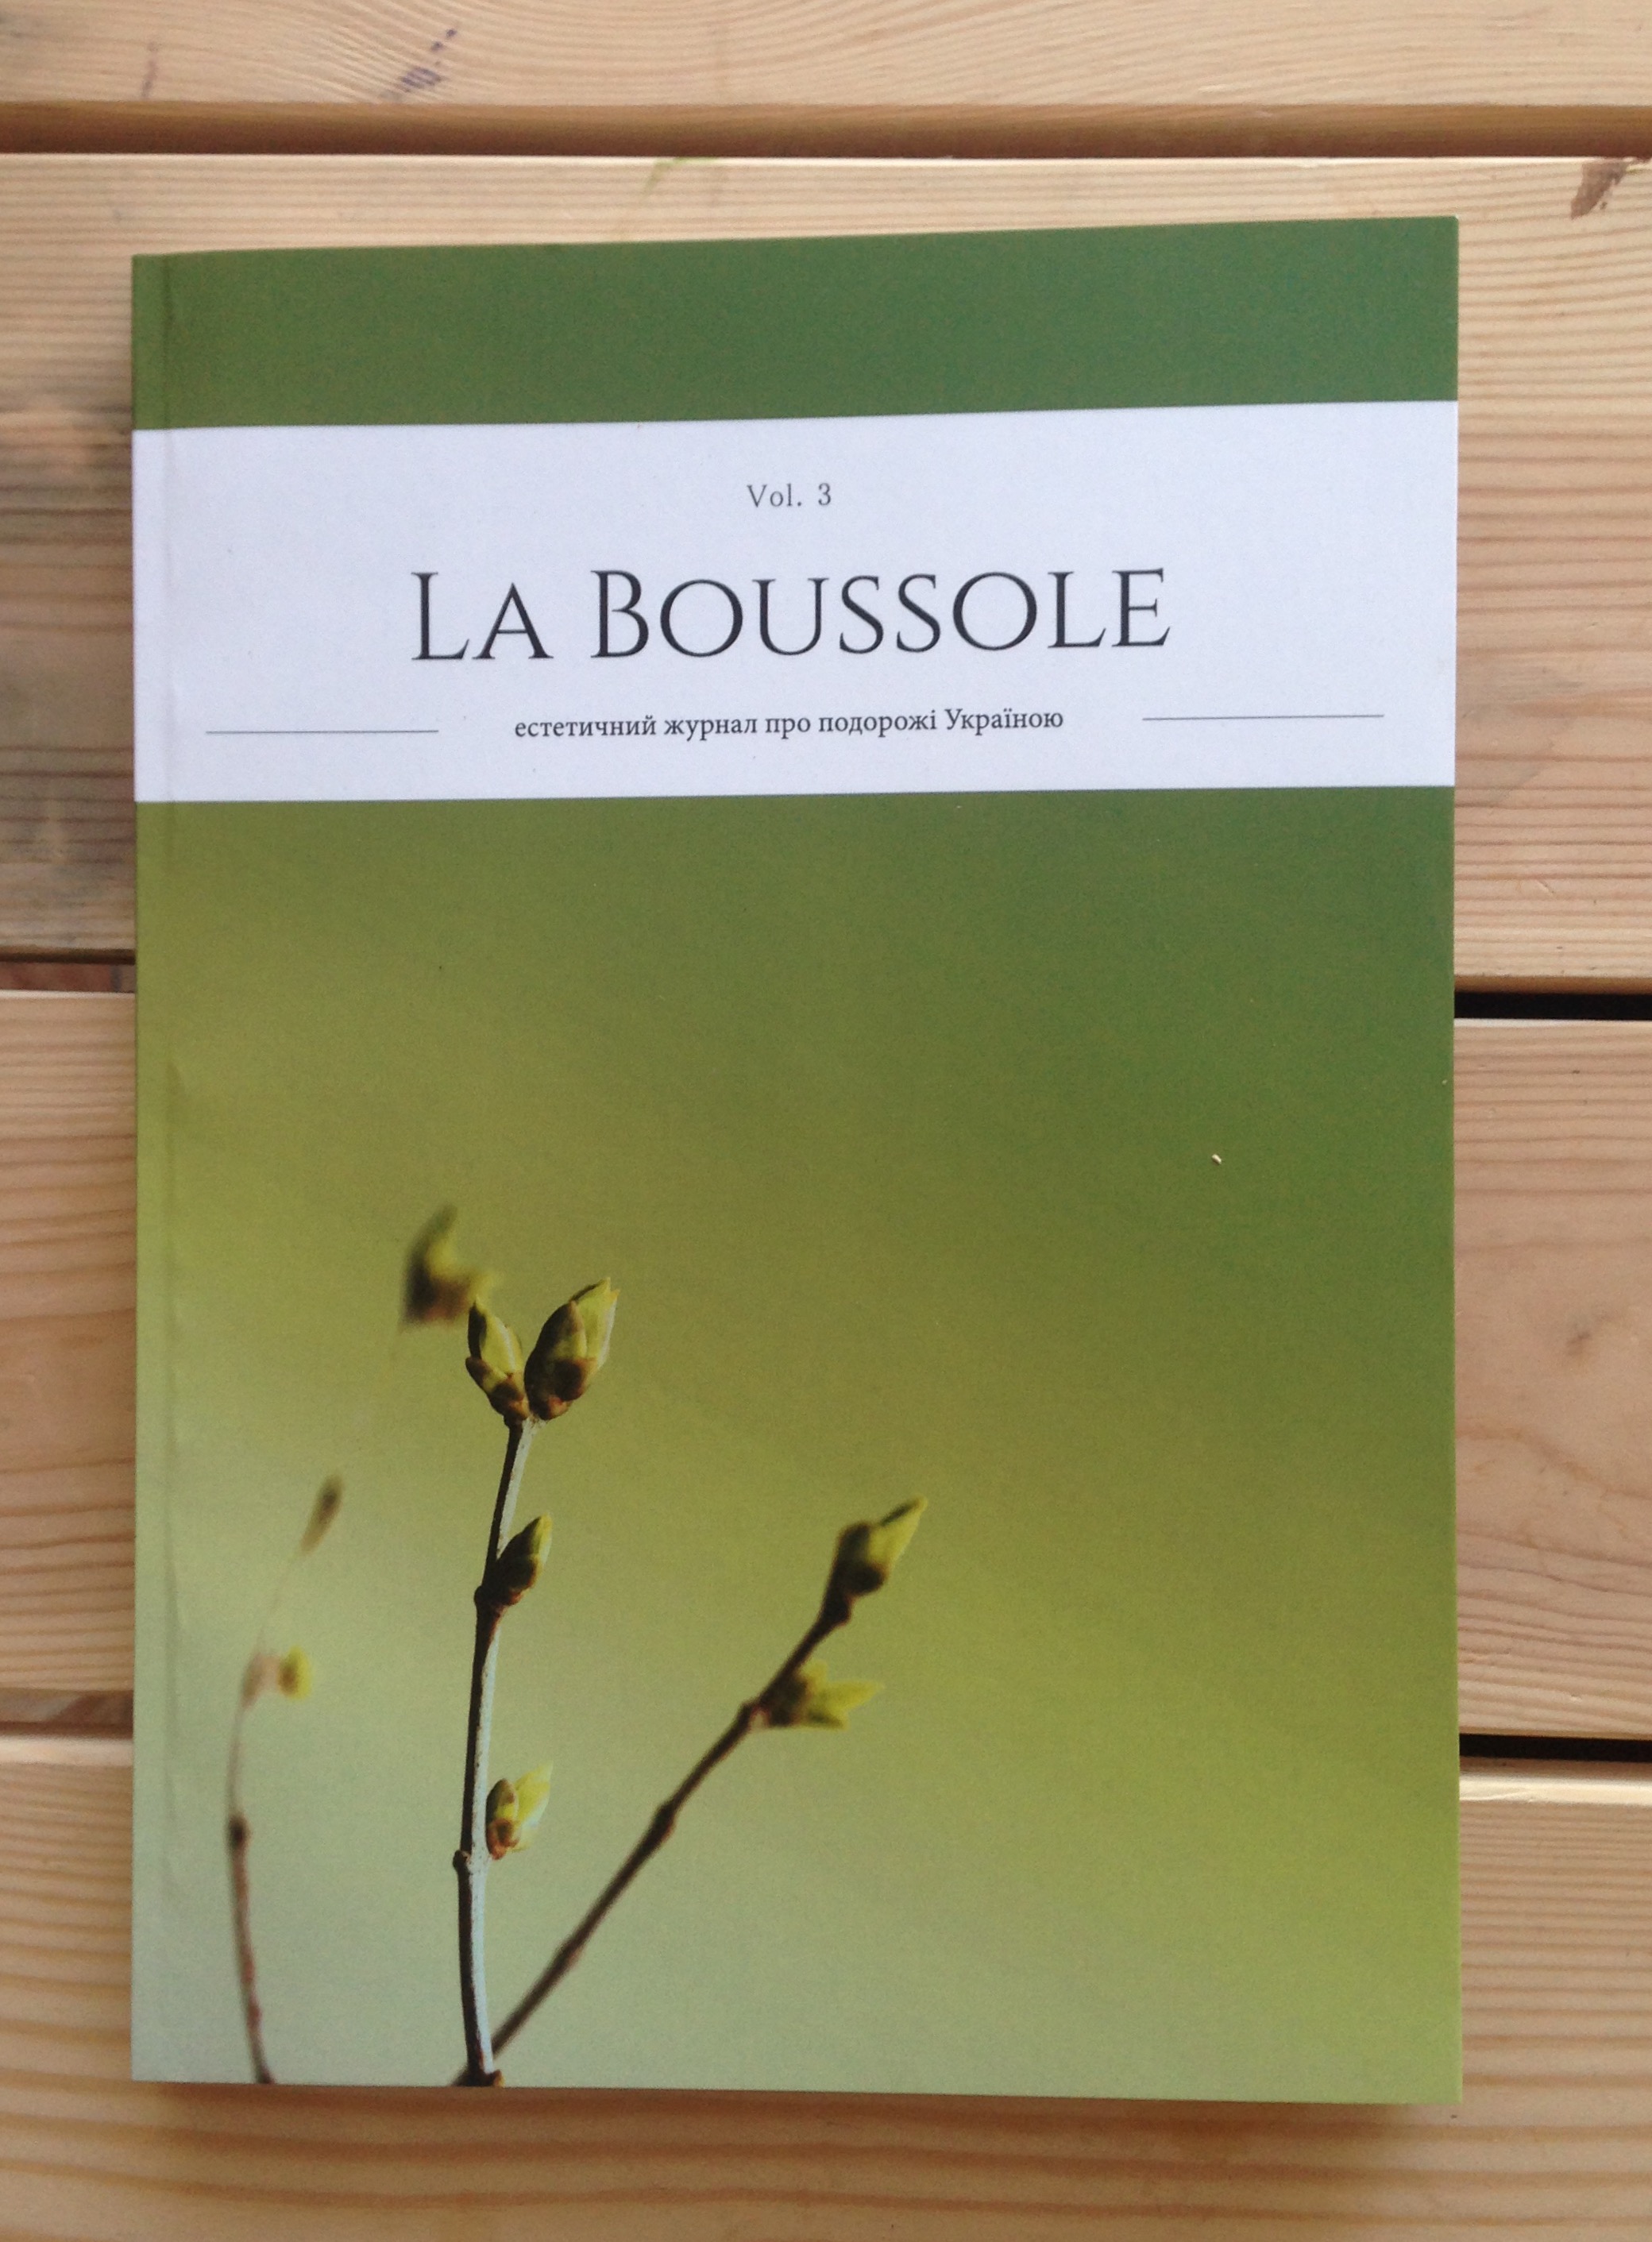 Vol. 3
La Boussole
естетичний журнал про подорожі Україною